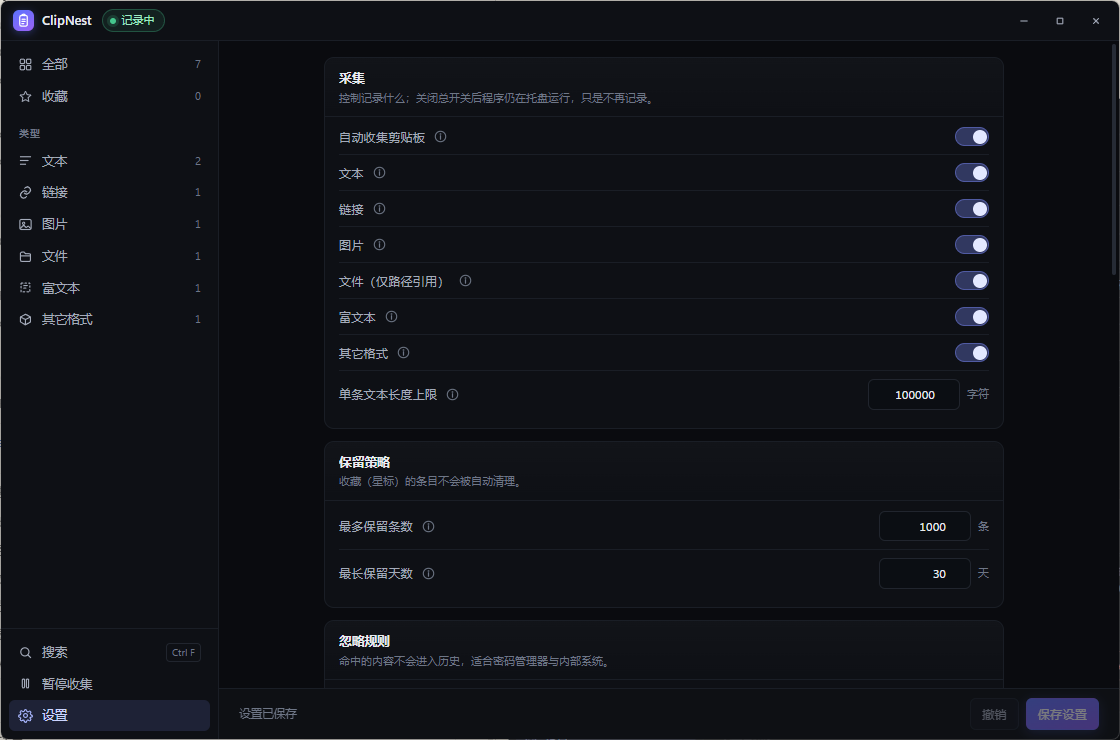 ClipNest 记录中
全部 7
收藏 0
类型
文本 2
链接 1
图片 1
文件 1
富文本 1
其它格式 1
搜索 Ctrl F
暂停收集
设置
采集
控制记录什么；关闭总开关后程序仍在托盘运行，只是不再记录。
自动收集剪贴板
文本
链接
图片
文件（仅路径引用）
富文本
其它格式
单条文本长度上限 100000 字符
保留策略
收藏（星标）的条目不会被自动清理。
最多保留条数 1000 条
最长保留天数 30 天
忽略规则
命中的内容不会进入历史，适合密码管理器与内部系统。
设置已保存 撤销 保存设置